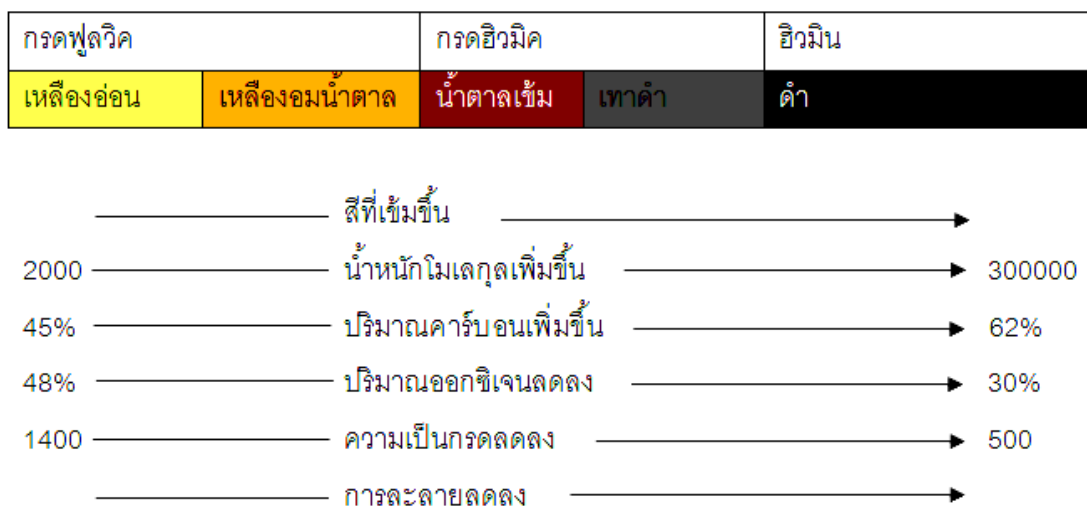 กรดฟูลวิค กรดฮิวมิค ฮิวมิน
เหลืองอ่อน เหลืองอมน้ำตาล น้ำตาลเข้ม เทาดำ ดำ
สีที่เข้มขึ้น
2000 น้ำหนักโมเลกุลเพิ่มขึ้น 300000
45% ปริมาณคาร์บอนเพิ่มขึ้น 62%
48% ปริมาณออกซิเจนลดลง 30%
1400 ความเป็นกรดลดลง 500
การละลายลดลง